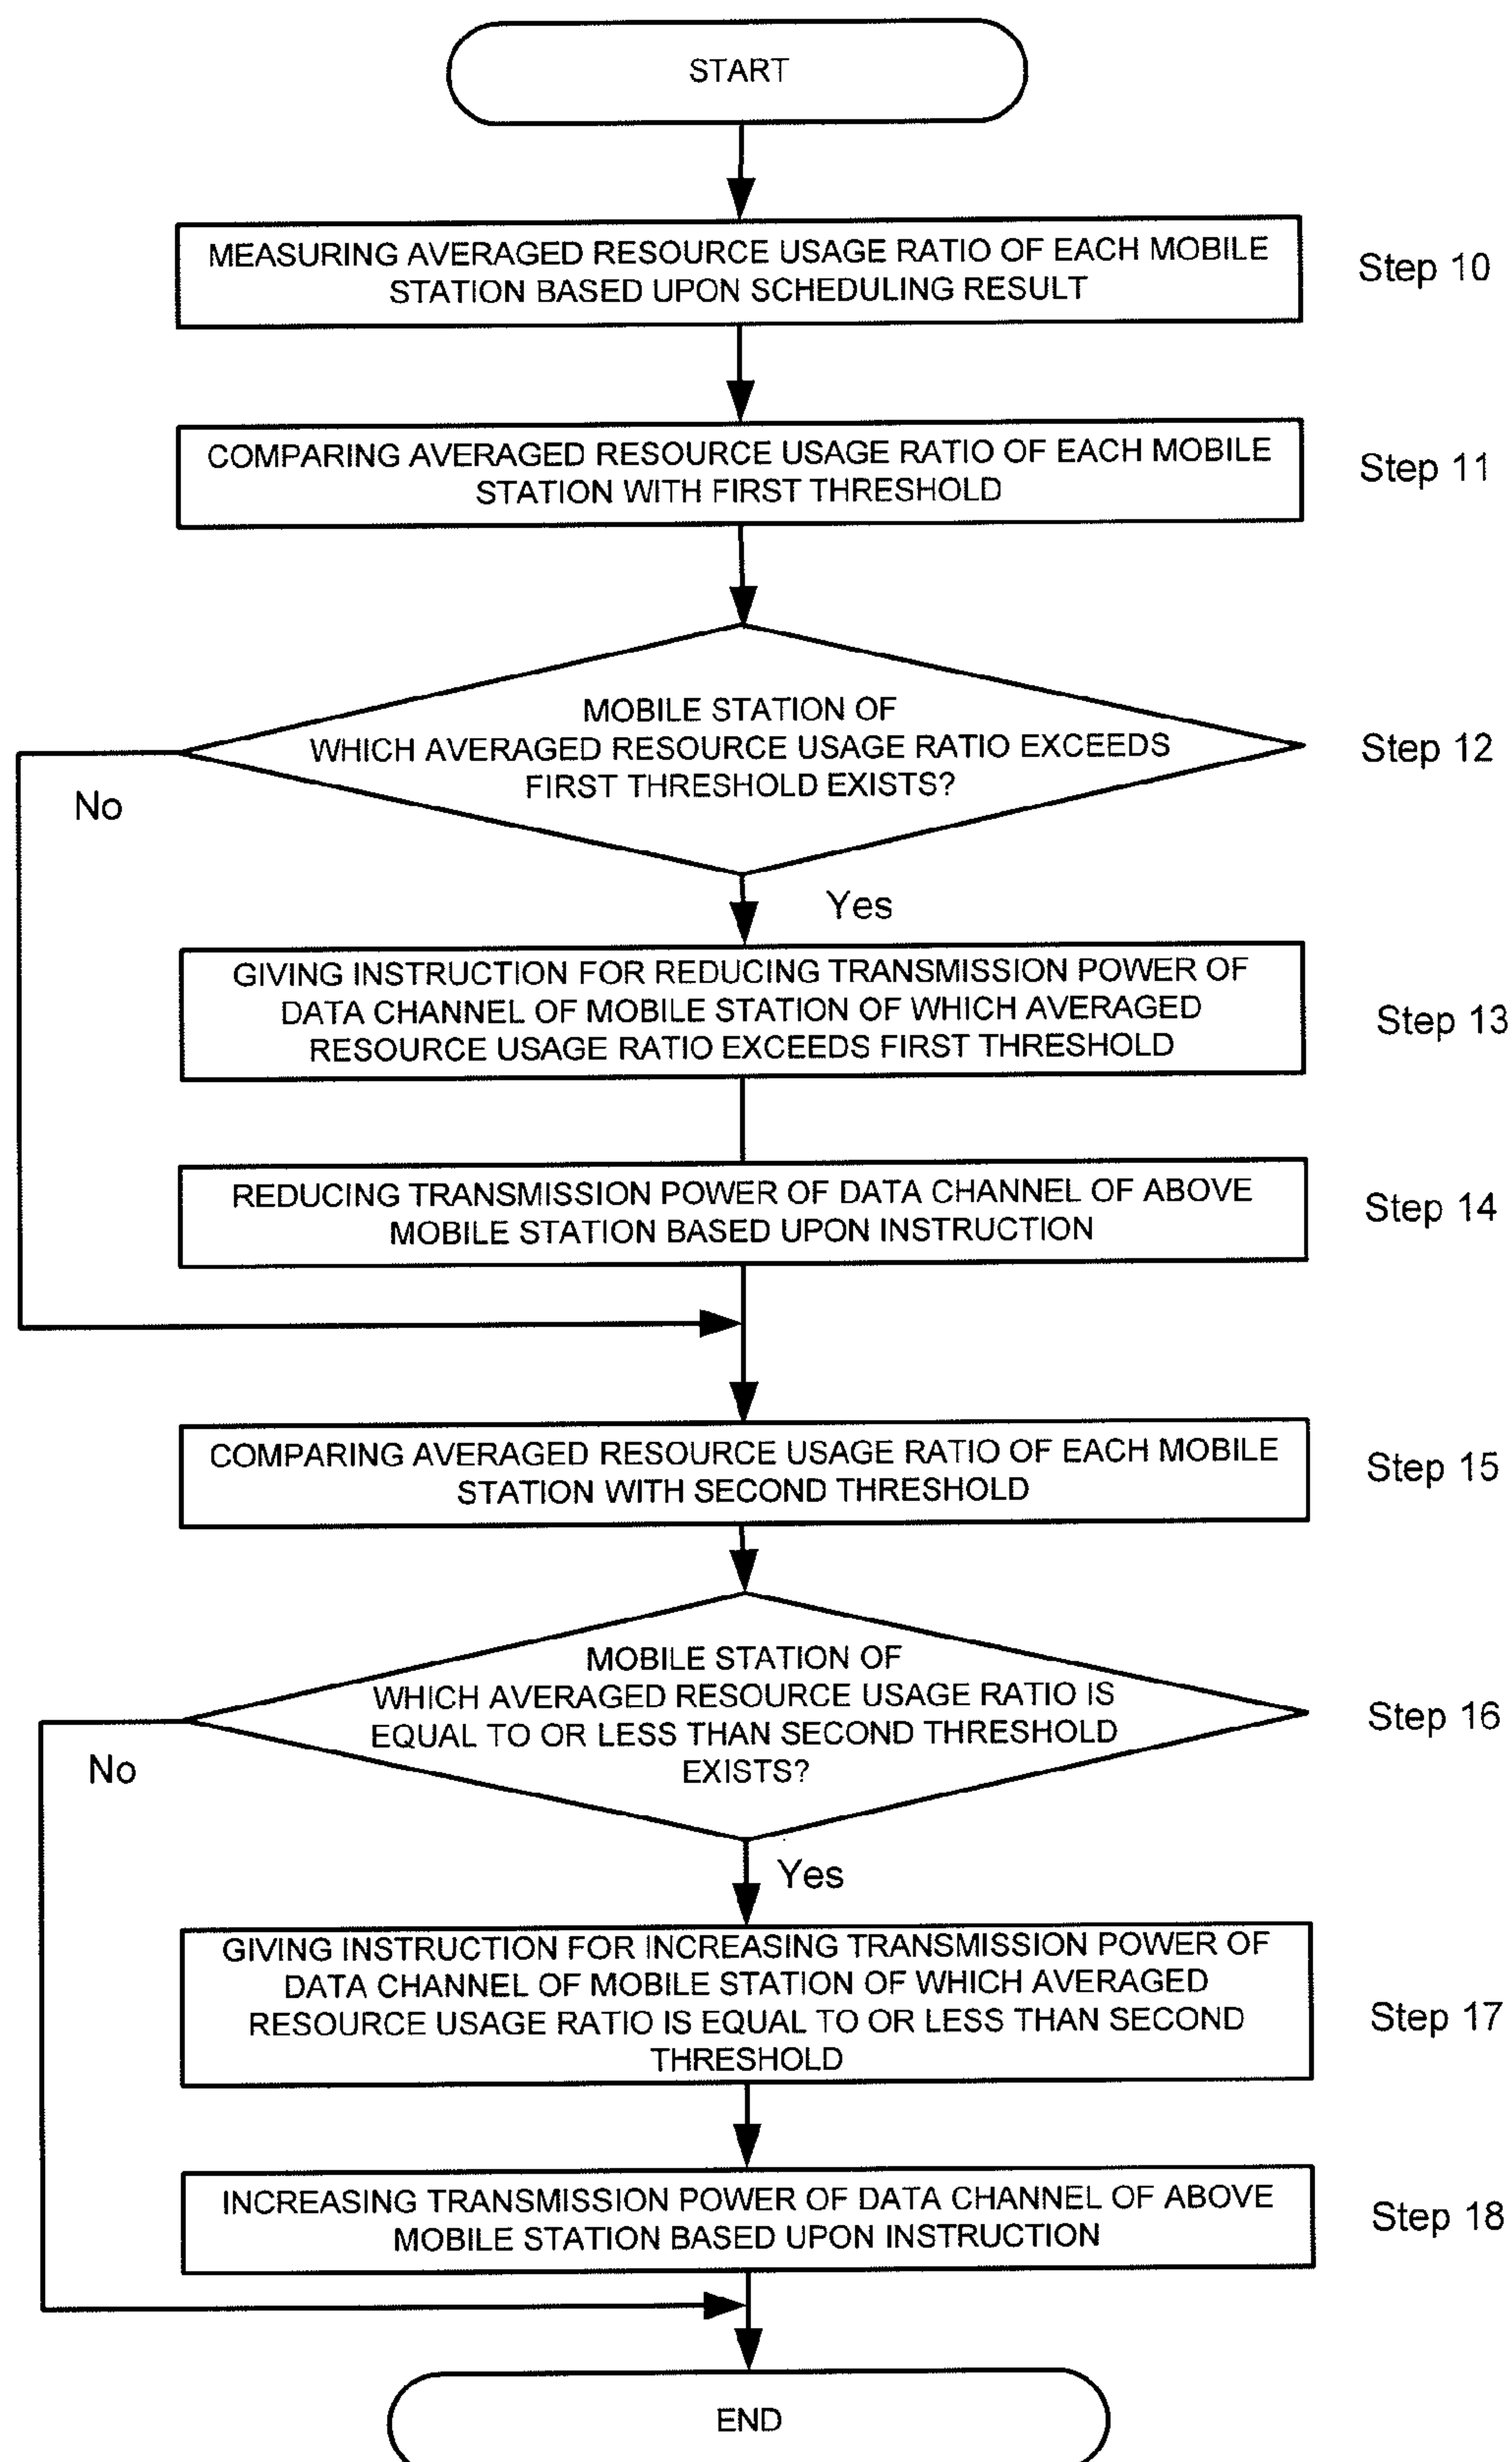 START
MEASURING AVERAGED RESOURCE USAGE RATIO OF EACH MOBILE
STATION BASED UPON SCHEDULING RESULT
Step 10
COMPARING AVERAGED RESOURCE USAGE RATIO OF EACH MOBILE
STATION WITH FIRST THRESHOLD
Step 11
MOBILE STATION OF
WHICH AVERAGED RESOURCE USAGE RATIO EXCEEDS
FIRST THRESHOLD EXISTS?
Step 12
No
Yes
GIVING INSTRUCTION FOR REDUCING TRANSMISSION POWER OF
DATA CHANNEL OF MOBILE STATION OF WHICH AVERAGED
RESOURCE USAGE RATIO EXCEEDS FIRST THRESHOLD
Step 13
REDUCING TRANSMISSION POWER OF DATA CHANNEL OF ABOVE
MOBILE STATION BASED UPON INSTRUCTION
Step 14
COMPARING AVERAGED RESOURCE USAGE RATIO OF EACH MOBILE
STATION WITH SECOND THRESHOLD
Step 15
MOBILE STATION OF
WHICH AVERAGED RESOURCE USAGE RATIO IS
EQUAL TO OR LESS THAN SECOND THRESHOLD
EXISTS?
Step 16
No
Yes
GIVING INSTRUCTION FOR INCREASING TRANSMISSION POWER OF
DATA CHANNEL OF MOBILE STATION OF WHICH AVERAGED
RESOURCE USAGE RATIO IS EQUAL TO OR LESS THAN SECOND
THRESHOLD
Step 17
INCREASING TRANSMISSION POWER OF DATA CHANNEL OF ABOVE
MOBILE STATION BASED UPON INSTRUCTION
Step 18
END